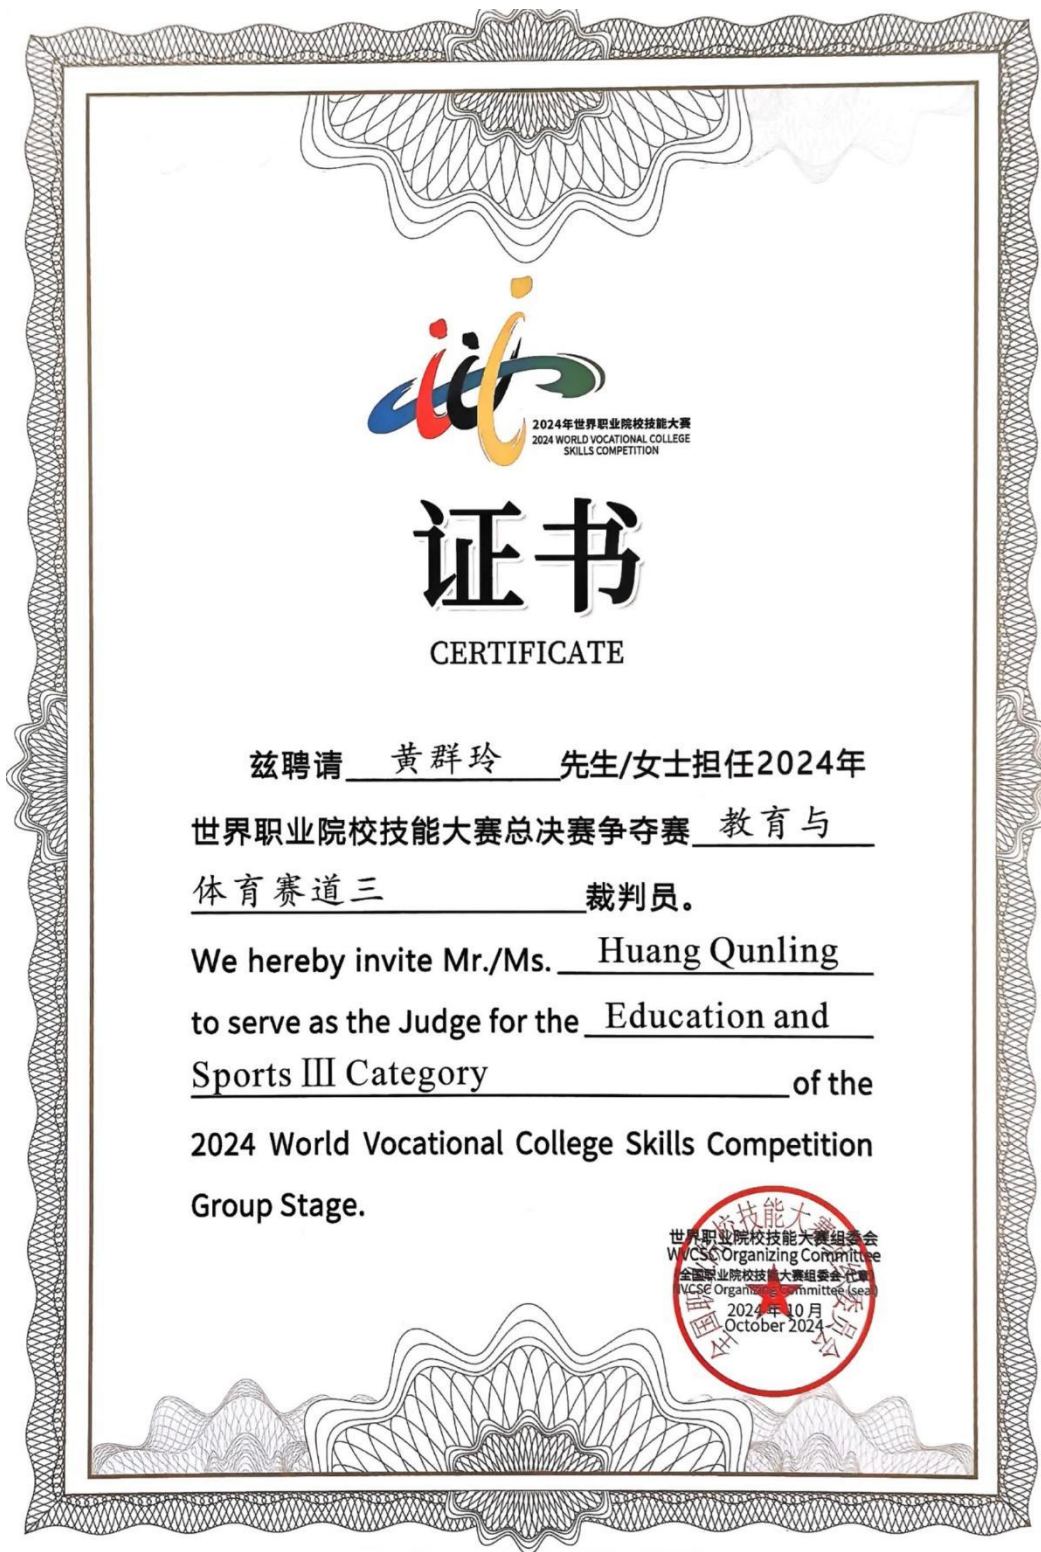 2024年世界职业院校技能大赛
2024 WORLD VOCATIONAL COLLEGE
SKILLS COMPETITION
证书
CERTIFICATE
兹聘请 黄群玲 先生/女士担任2024年
世界职业院校技能大赛总决赛争夺赛 教育与
体育赛道三 裁判员。
We hereby invite Mr./Ms. Huang Qunling
to serve as the Judge for the Education and
Sports Ⅲ Category of the
2024 World Vocational College Skills Competition
Group Stage.
世界职业院校技能大赛组委会
WVCSC Organizing Committee
全国职业院校技能大赛组委会(代章)
Organizing Committee (seal)
2024年10月
October 2024